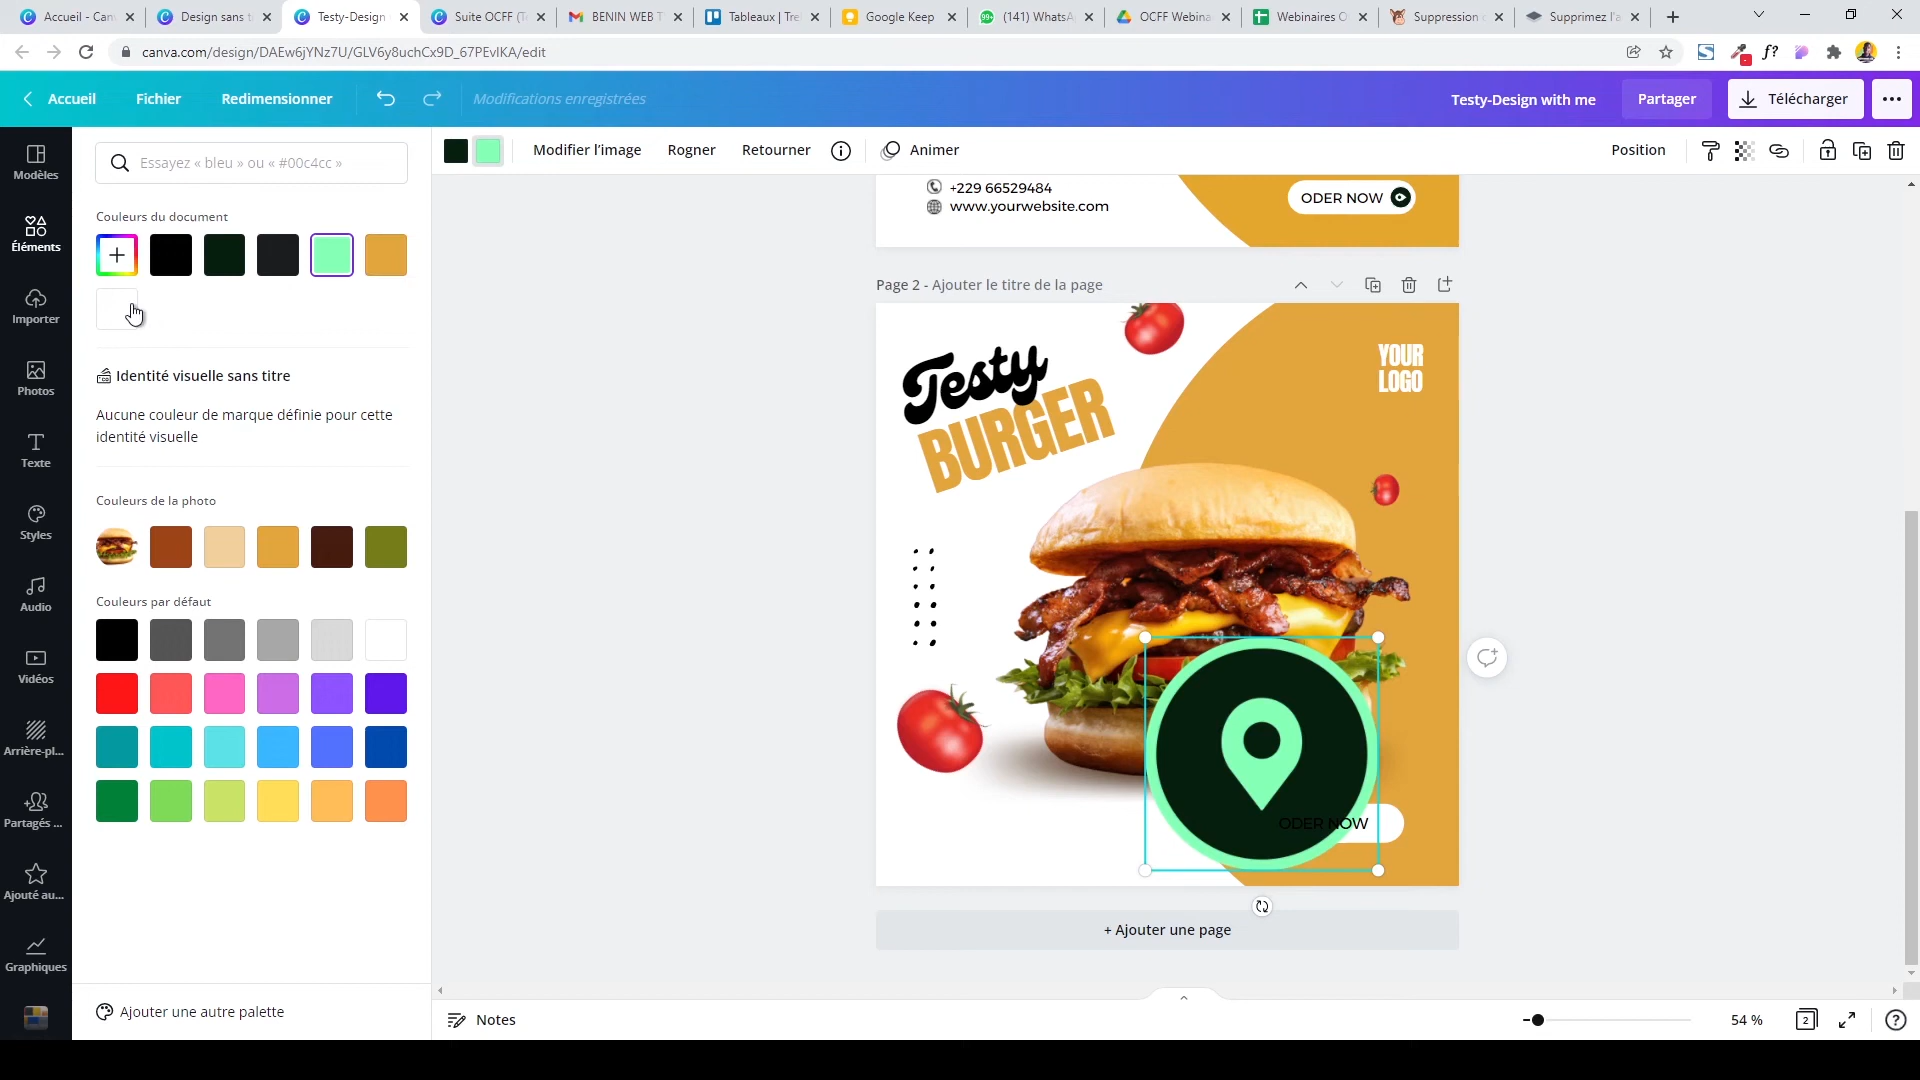 Accueil - Can
Design sans t
Testy-Design
Suite OCFF (T
BENIN WEB T
Tableaux | Tre
Google Keep
(141) WhatsA
OCFF Webina
Webinaires O
Suppression
Supprimez l'a
canva.com/design/DAEw6jYNz7U/GLV6y8uchCx9D_67PEvIKA/edit
f?
Accueil
Fichier
Redimensionner
Modifications enregistrées
Testy-Design with me
Partager
Télécharger
Essayez « bleu » ou « #00c4cc »
Modifier l'image
Rogner
Retourner
Animer
Position
Modèles
Éléments
Importer
Photos
Texte
Styles
Audio
Vidéos
Arrière-pl...
Partagés ...
Ajouté au...
Graphiques
Couleurs du document
Identité visuelle sans titre
Aucune couleur de marque définie pour cette
identité visuelle
Couleurs de la photo
Couleurs par défaut
Ajouter une autre palette
+229 66529484
www.yourwebsite.com
ODER NOW
Page 2 - Ajouter le titre de la page
Testy
BURGER
YOUR
LOGO
ODER NOW
+ Ajouter une page
Notes
54 %
2